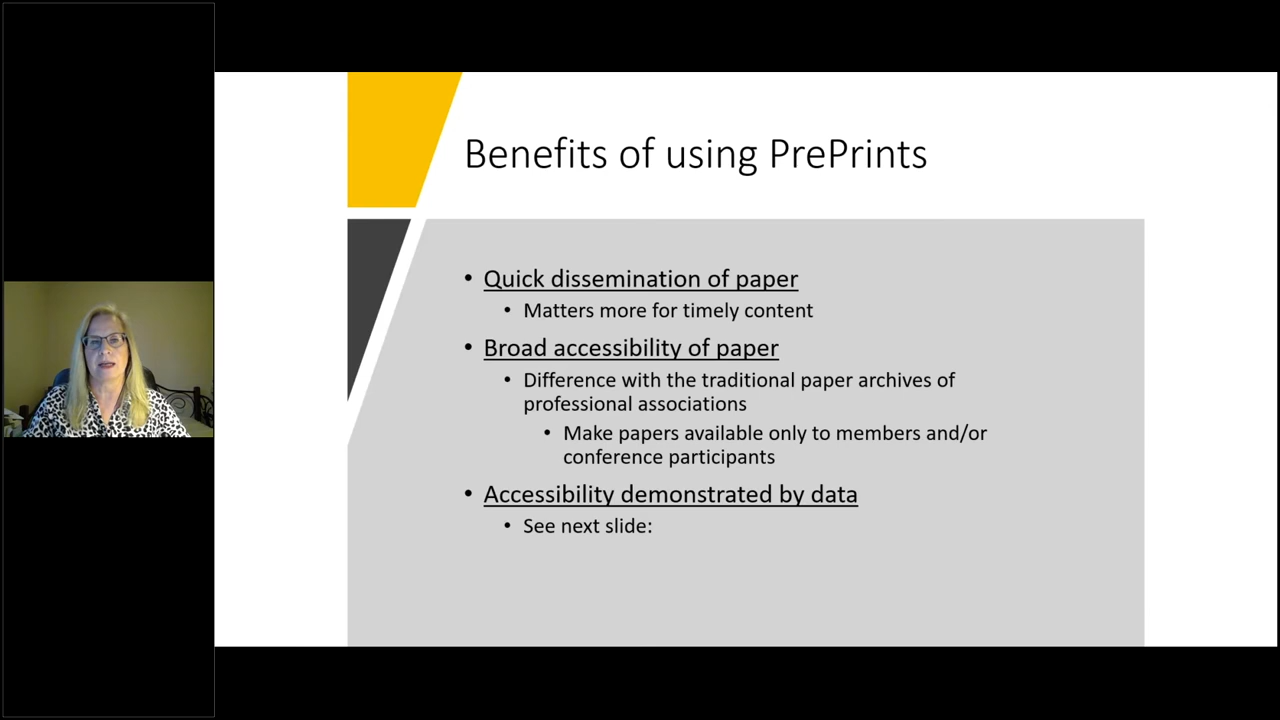 Benefits of using PrePrints
• Quick dissemination of paper
• Matters more for timely content
• Broad accessibility of paper
• Difference with the traditional paper archives of
professional associations
• Make papers available only to members and/or
conference participants
• Accessibility demonstrated by data
• See next slide: